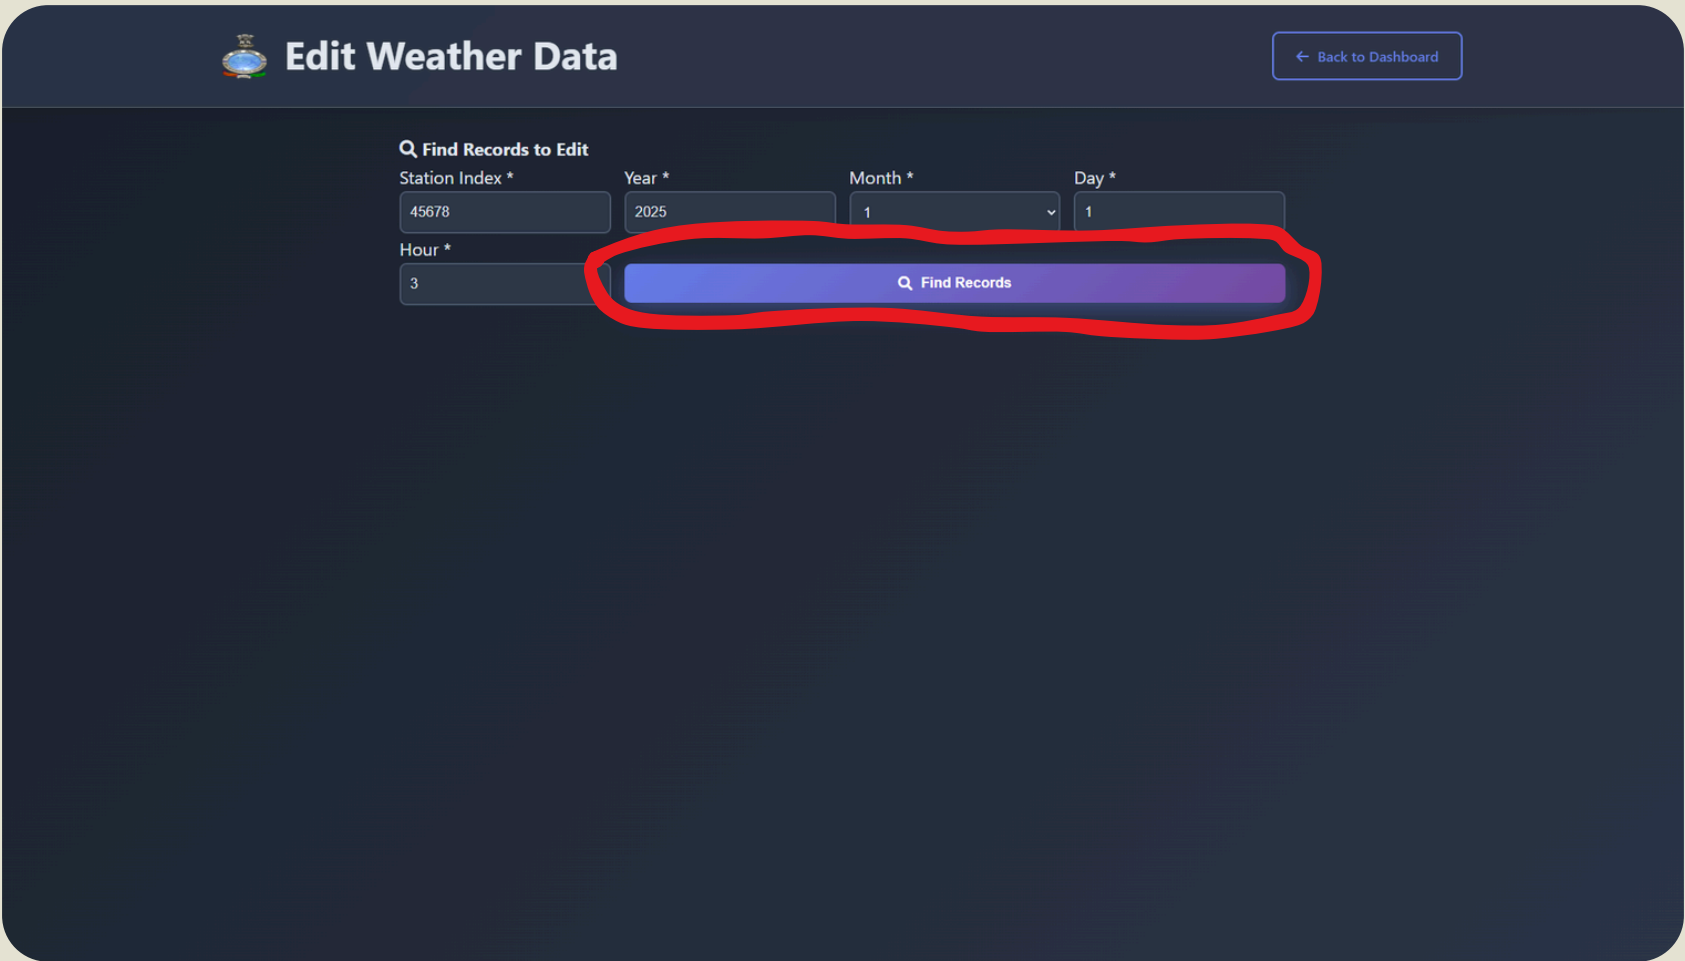 Edit Weather Data
Back to Dashboard
Find Records to Edit
Station Index * Year * Month * Day *
45678 2025 1 1
Hour *
3 Find Records